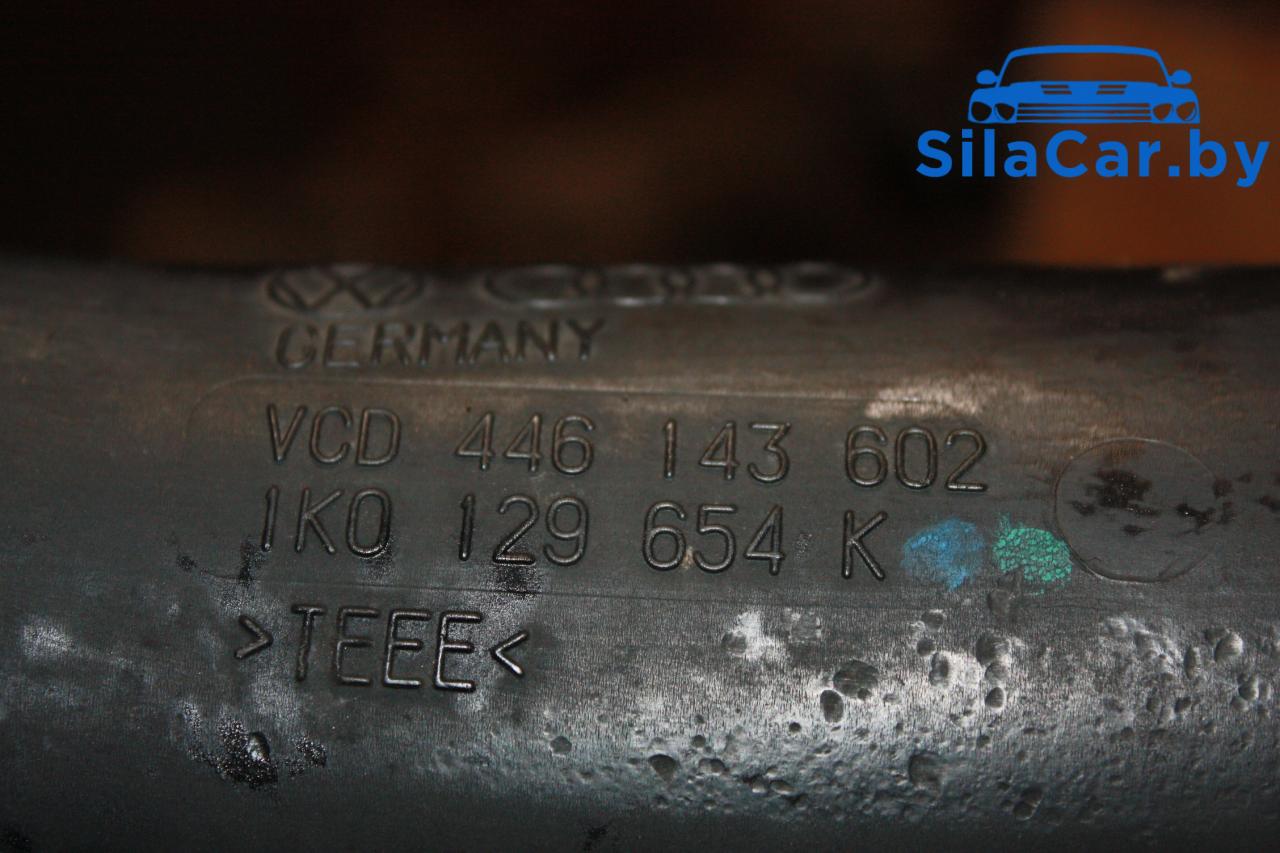 SilaCar.by
GERMANY
VCD 446 143 602
1K0 129 654 K
>TEEE<